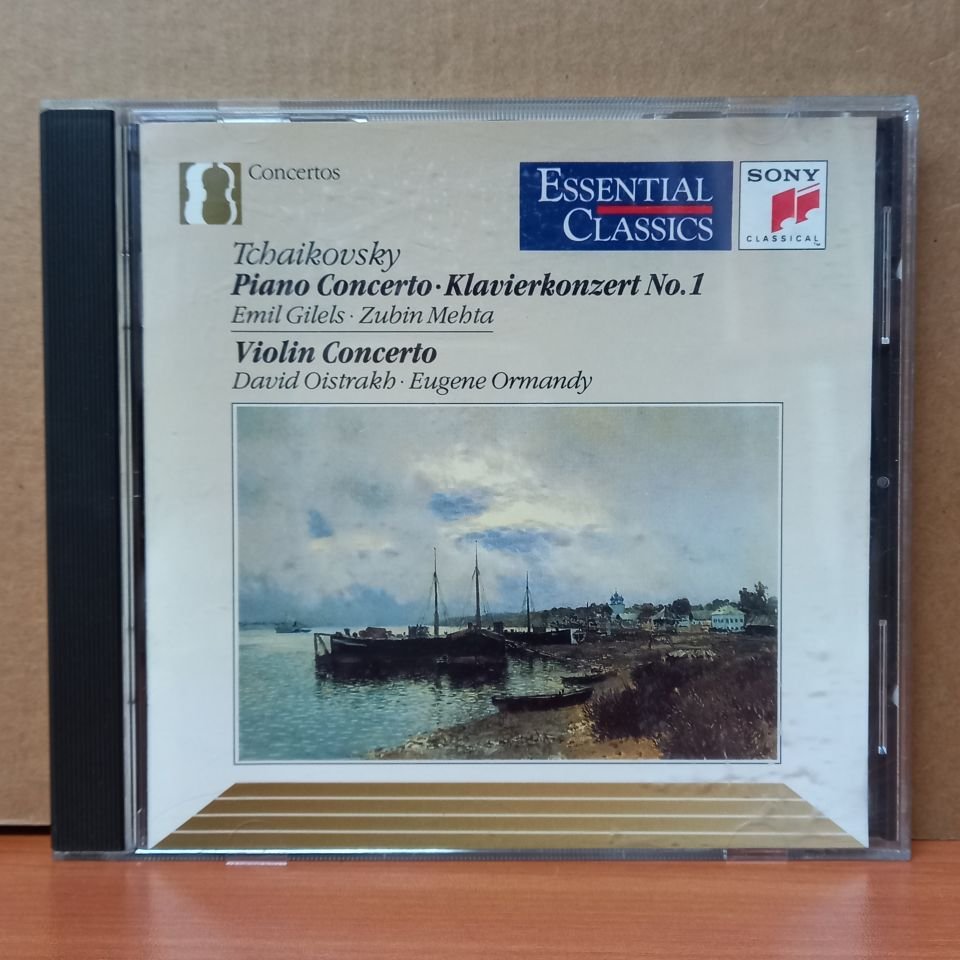 Concertos
ESSENTIAL
CLASSICS
SONY
CLASSICAL
TM
Tchaikovsky
Piano Concerto · Klavierkonzert No. 1
Emil Gilels · Zubin Mehta
Violin Concerto
David Oistrakh · Eugene Ormandy